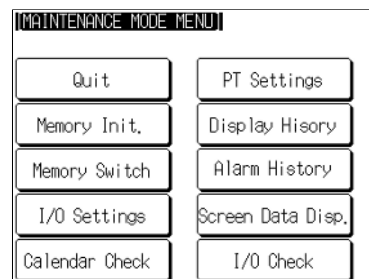 [MAINTENANCE MODE MENU]
Quit
PT Settings
Memory Init.
Display Hisory
Memory Switch
Alarm History
I/O Settings
Screen Data Disp.
Calendar Check
I/O Check